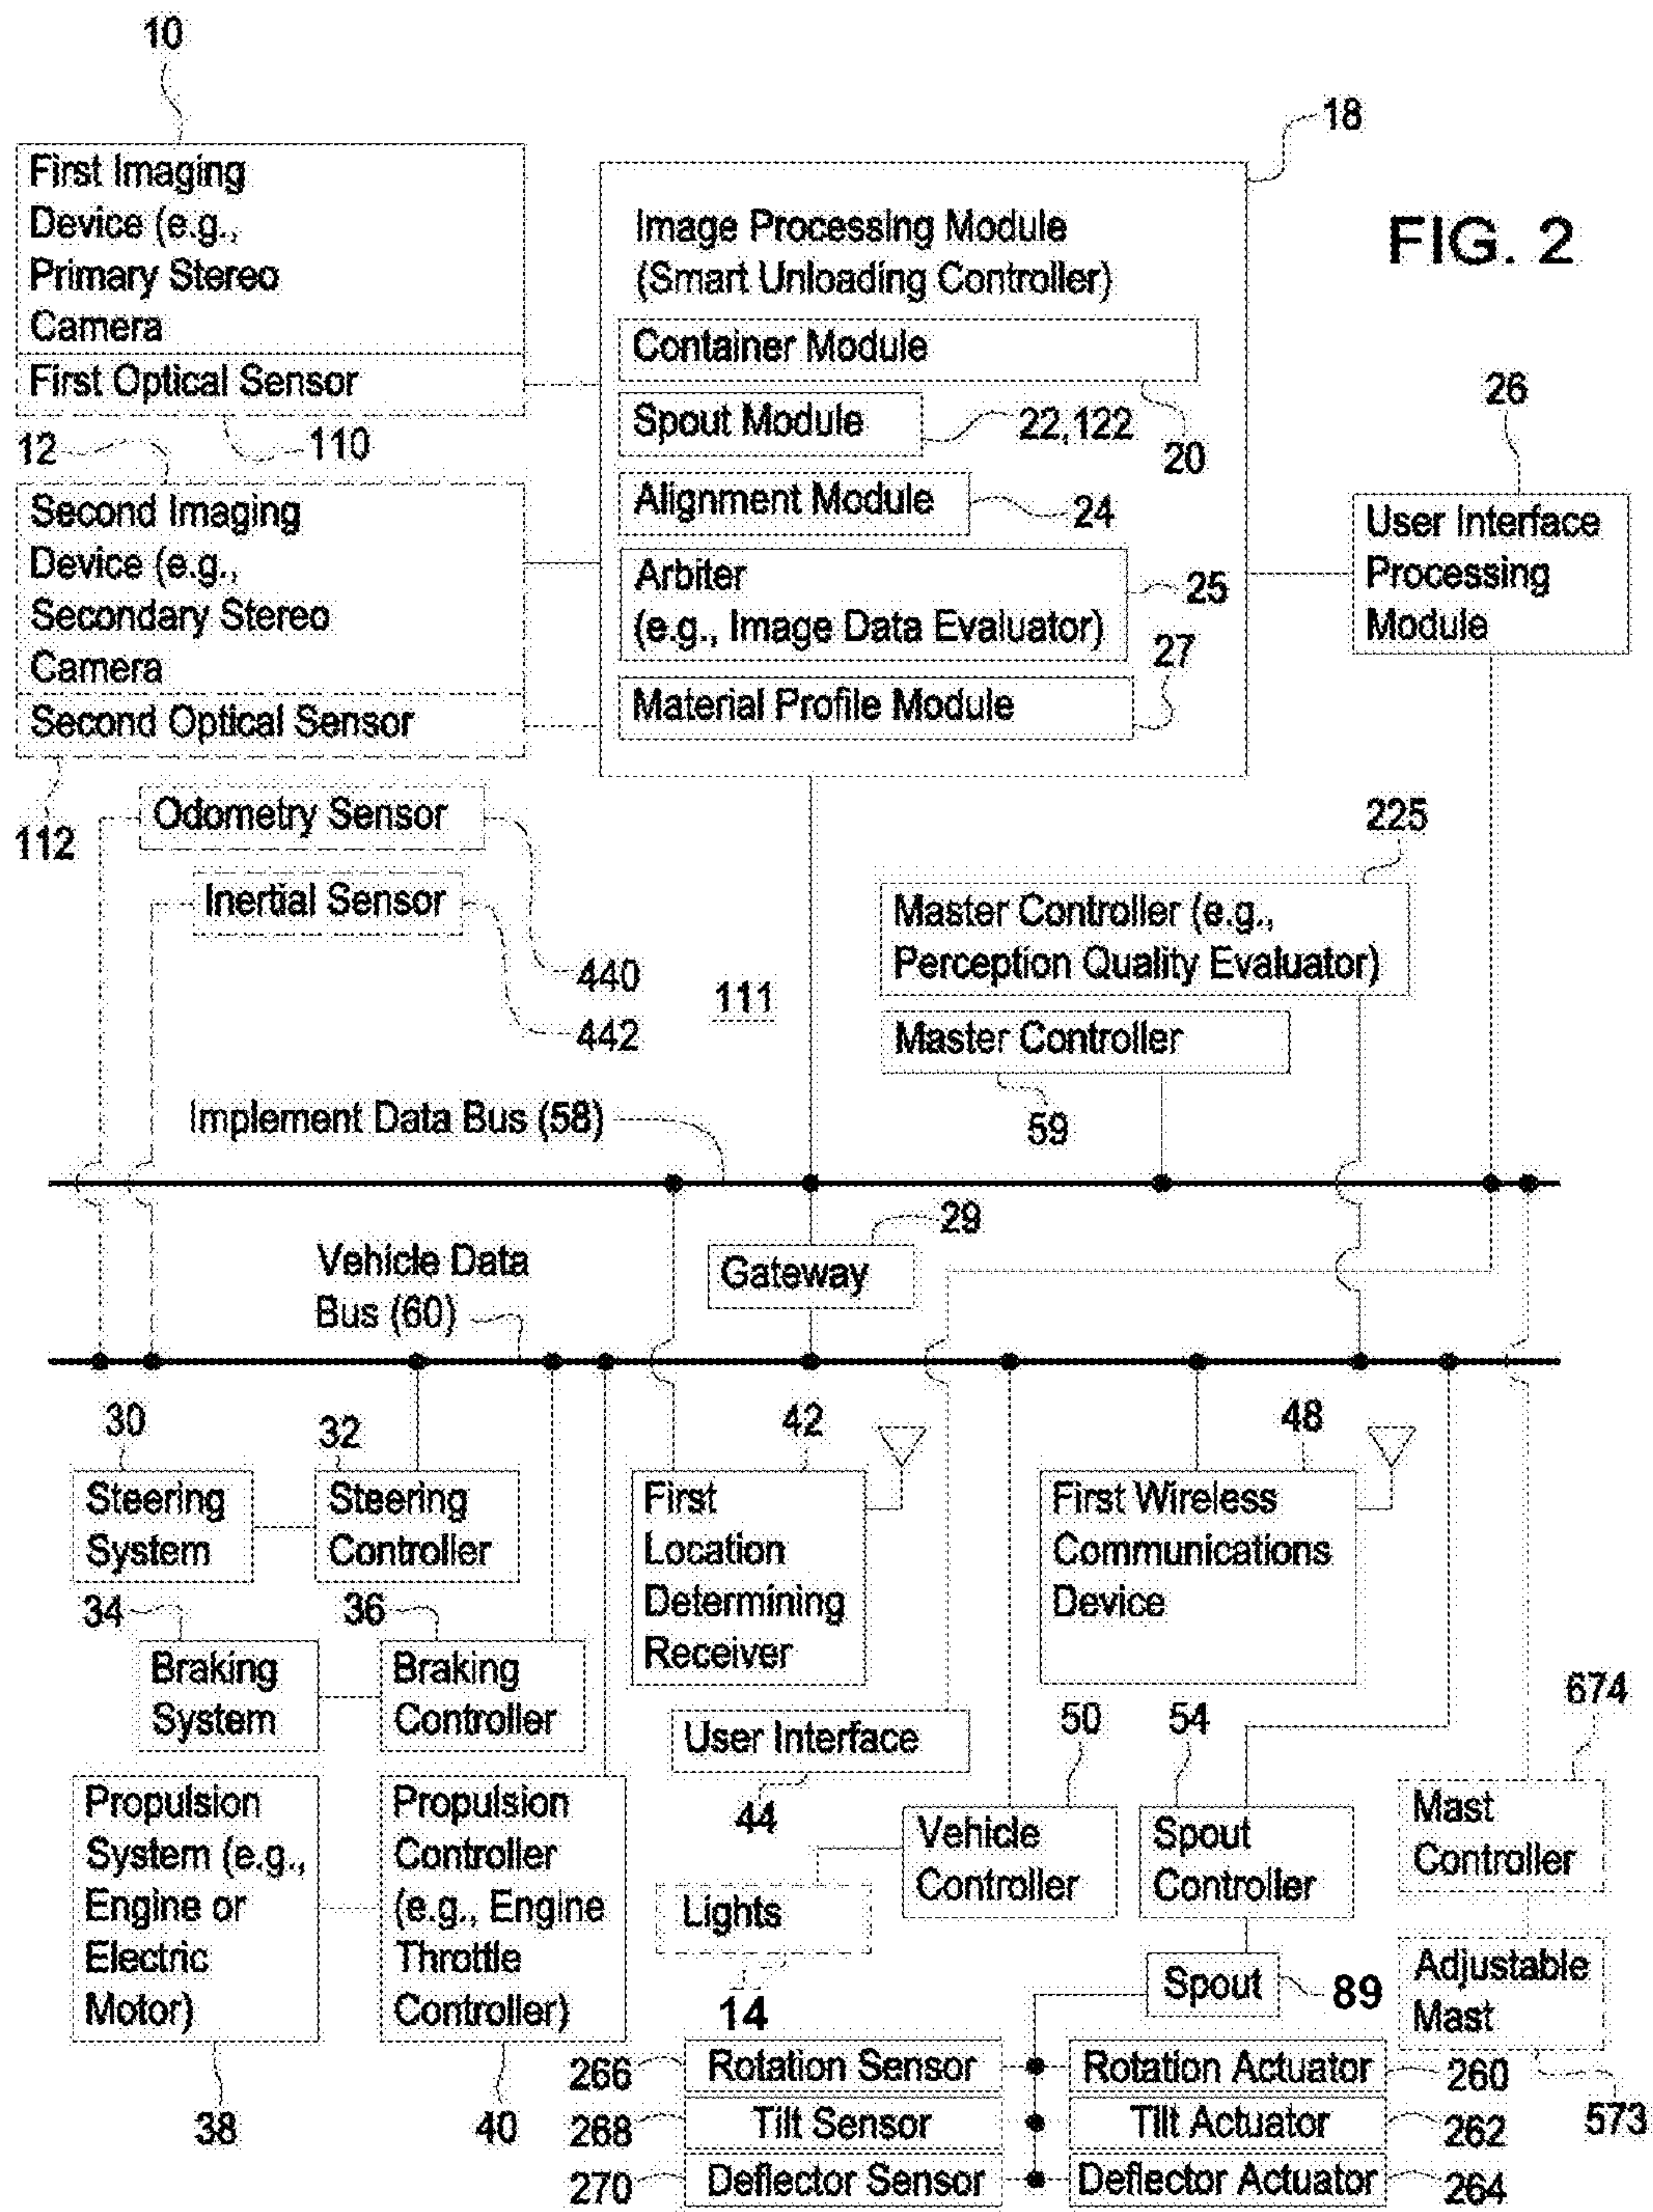 10
18
FIG. 2
First Imaging
Device (e.g.,
Primary Stereo
Camera
First Optical Sensor
110
Image Processing Module
(Smart Unloading Controller)
Container Module
20
Spout Module
22,122
Alignment Module
24
Arbiter
(e.g., Image Data Evaluator)
25
Material Profile Module
27
26
User Interface
Processing
Module
12
Second Imaging
Device (e.g.,
Secondary Stereo
Camera
Second Optical Sensor
112
Odometry Sensor
440
Inertial Sensor
442
111
225
Master Controller (e.g.,
Perception Quality Evaluator)
Master Controller
59
Implement Data Bus (58)
29
Gateway
Vehicle Data
Bus (60)
30
Steering
System
32
Steering
Controller
34
Braking
System
36
Braking
Controller
Propulsion
System (e.g.,
Engine or
Electric
Motor)
38
Propulsion
Controller
(e.g., Engine
Throttle
Controller)
40
42
First
Location
Determining
Receiver
User Interface
44
48
First Wireless
Communications
Device
50
Vehicle
Controller
Lights
14
54
Spout
Controller
Spout
89
674
Mast
Controller
Adjustable
Mast
573
266
Rotation Sensor
Rotation Actuator
260
268
Tilt Sensor
Tilt Actuator
262
270
Deflector Sensor
Deflector Actuator
264